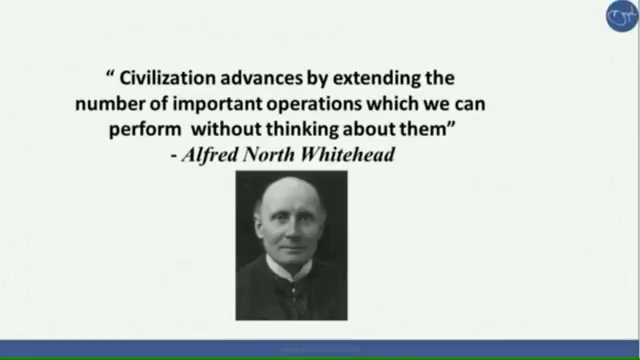 “ Civilization advances by extending the
number of important operations which we can
perform without thinking about them”
- Alfred North Whitehead